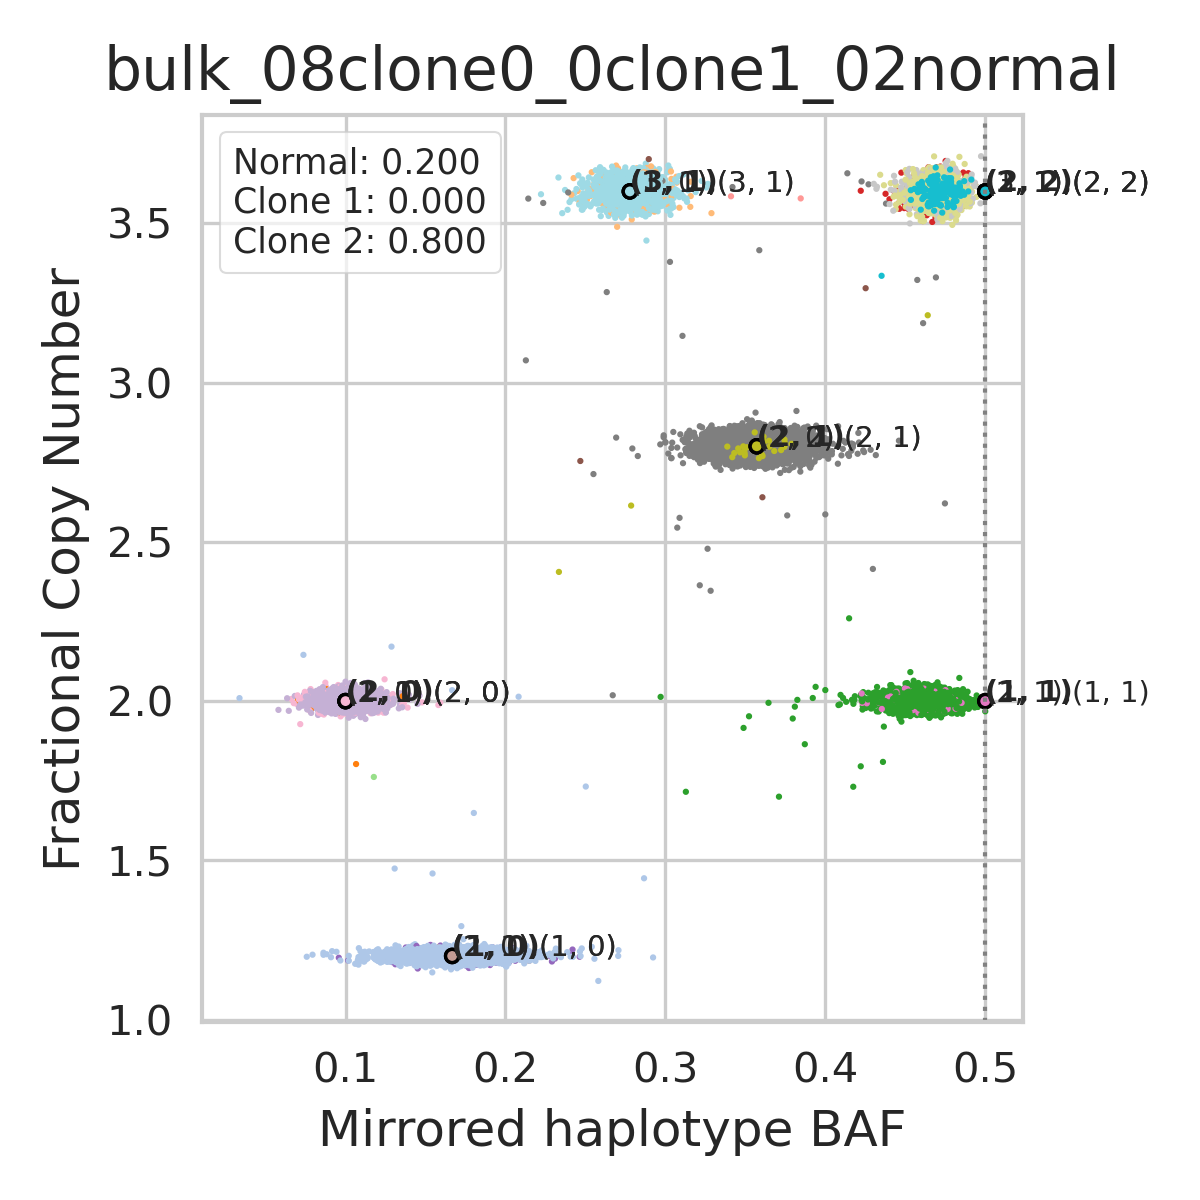 bulk_08clone0_0clone1_02normal
Normal: 0.200
Clone 1: 0.000
Clone 2: 0.800
(3, 1)
(2, 2)
3.5
3.0
(2, 1)
2.5
(2, 0)
(1, 1)
2.0
1.5
(1, 0)
1.0
0.1 0.2 0.3 0.4 0.5
Fractional Copy Number
Mirrored haplotype BAF